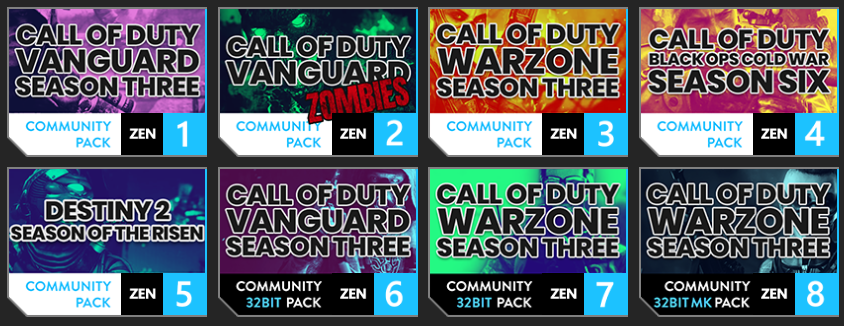 CALL OF DUTY
VANGUARD
SEASON THREE
COMMUNITY
PACK
ZEN
1
CALL OF DUTY
VANGUARD
ZOMBIES
COMMUNITY
PACK
ZEN
2
CALL OF DUTY
WARZONE
SEASON THREE
COMMUNITY
PACK
ZEN
3
CALL OF DUTY
BLACK OPS COLD WAR
SEASON SIX
COMMUNITY
PACK
ZEN
4
DESTINY 2
SEASON OF THE RISEN
COMMUNITY
PACK
ZEN
5
CALL OF DUTY
VANGUARD
SEASON THREE
COMMUNITY
32BIT PACK
ZEN
6
CALL OF DUTY
WARZONE
SEASON THREE
COMMUNITY
32BIT PACK
ZEN
7
CALL OF DUTY
WARZONE
SEASON THREE
COMMUNITY
32BIT MK PACK
ZEN
8